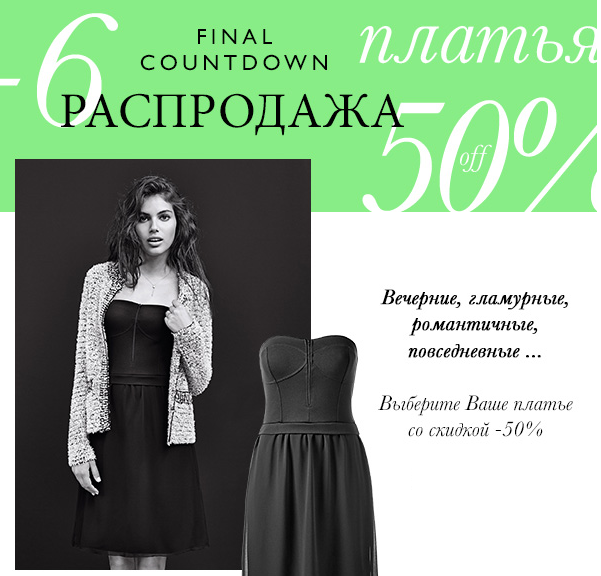 -6
FINAL
COUNTDOWN
РАСПРОДАЖА
платья
50%
off
Вечерние, гламурные,
романтичные,
повседневные ...
Выберите Ваше платье
со скидкой -50%